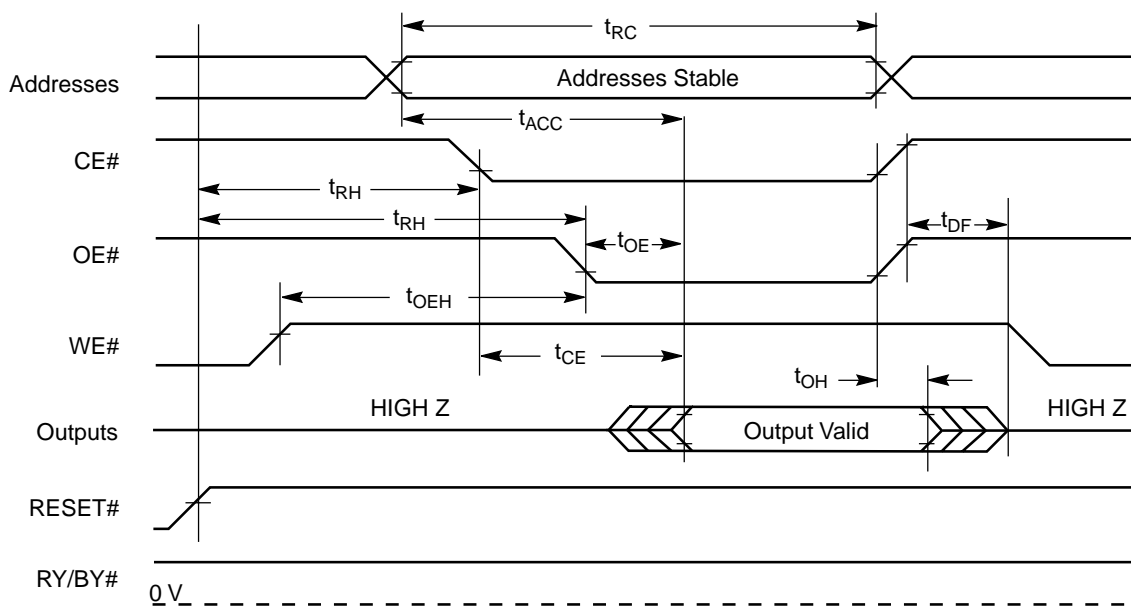 tRC
Addresses
Addresses Stable
tACC
CE#
tRH
tRH
tOE
tDF
OE#
tOEH
WE#
tCE
tOH
HIGH Z
HIGH Z
Outputs
Output Valid
RESET#
RY/BY#
0 V